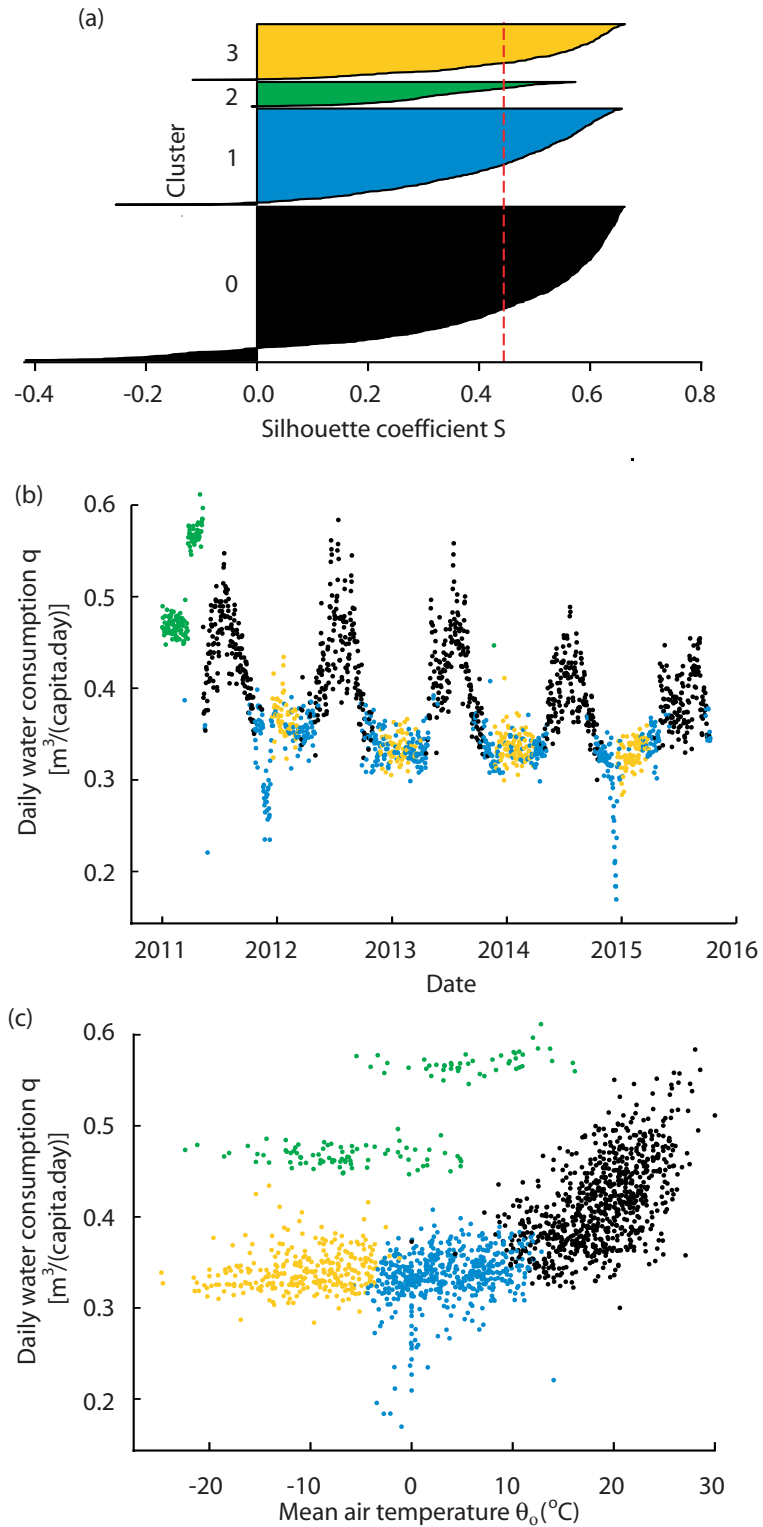 (a)
3
2
1
0
Cluster
-0.4 -0.2 0.0 0.2 0.4 0.6 0.8
Silhouette coefficient S
(b)
0.6
0.5
0.4
0.3
0.2
Daily water consumption q
[m³/(capita.day)]
2011 2012 2013 2014 2015 2016
Date
(c)
0.6
0.5
0.4
0.3
0.2
Daily water consumption q
[m³/(capita.day)]
-20 -10 0 10 20 30
Mean air temperature θₒ(°C)